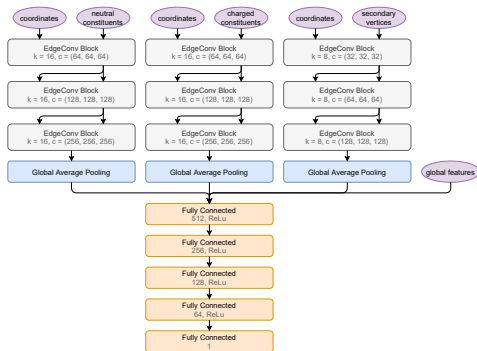 coordinates
neutral
constituents
coordinates
charged
constituents
coordinates
secondary
vertices
EdgeConv Block
k = 16, c = (64, 64, 64)
EdgeConv Block
k = 16, c = (64, 64, 64)
EdgeConv Block
k = 8, c = (32, 32, 32)
EdgeConv Block
k = 16, c = (128, 128, 128)
EdgeConv Block
k = 16, c = (128, 128, 128)
EdgeConv Block
k = 8, c = (64, 64, 64)
EdgeConv Block
k = 16, c = (256, 256, 256)
EdgeConv Block
k = 16, c = (256, 256, 256)
EdgeConv Block
k = 8, c = (128, 128, 128)
Global Average Pooling
Global Average Pooling
Global Average Pooling
global features
Fully Connected
512, ReLu
Fully Connected
256, ReLu
Fully Connected
128, ReLu
Fully Connected
64, ReLu
Fully Connected
1